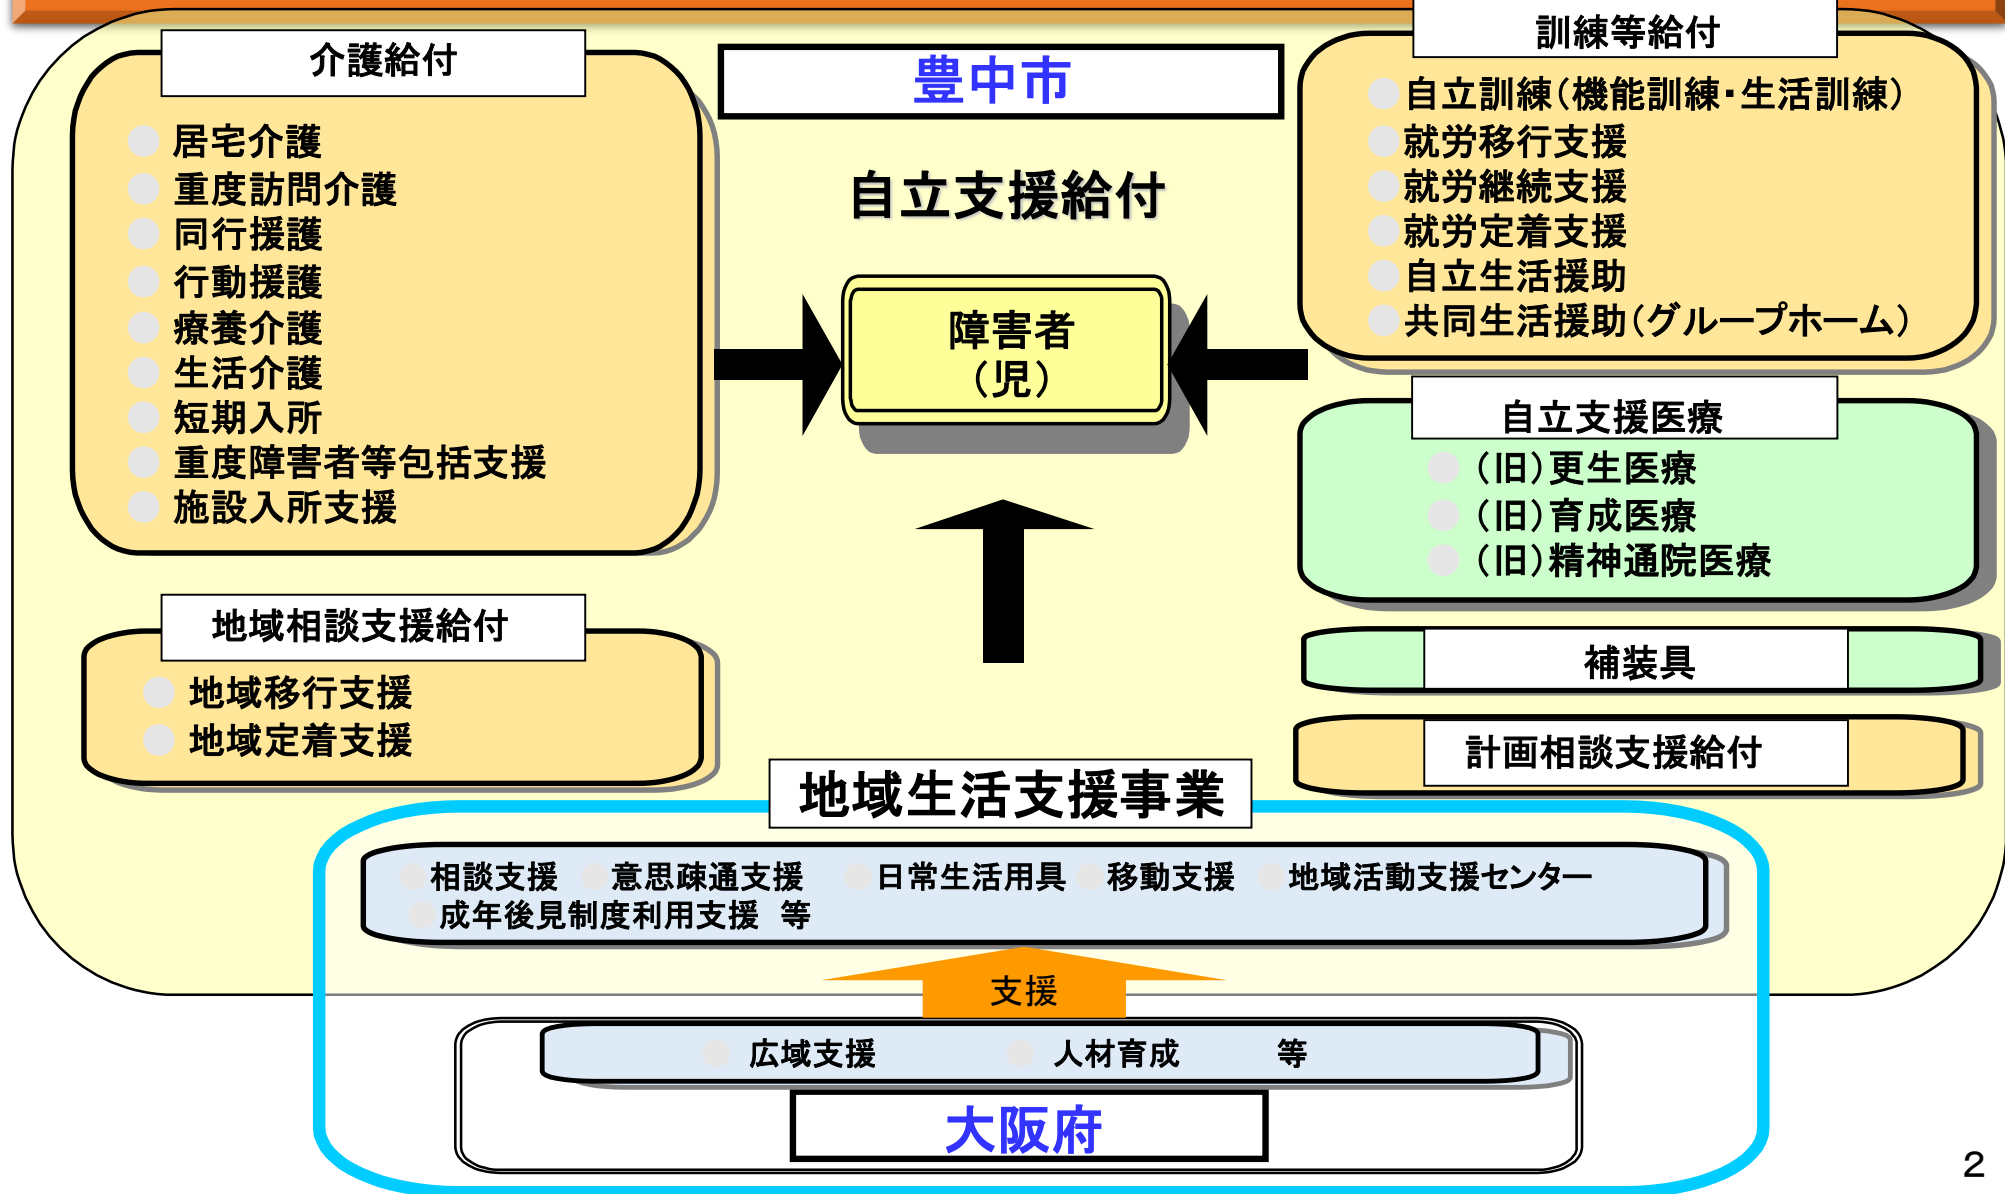 介護給付
居宅介護
重度訪問介護
同行援護
行動援護
療養介護
生活介護
短期入所
重度障害者等包括支援
施設入所支援
地域相談支援給付
地域移行支援
地域定着支援
豊中市
自立支援給付
障害者
（児）
訓練等給付
自立訓練（機能訓練・生活訓練）
就労移行支援
就労継続支援
就労定着支援
自立生活援助
共同生活援助（グループホーム）
自立支援医療
（旧）更生医療
（旧）育成医療
（旧）精神通院医療
補装具
計画相談支援給付
地域生活支援事業
相談支援 意思疎通支援 日常生活用具 移動支援 地域活動支援センター
成年後見制度利用支援 等
支援
広域支援 人材育成 等
大阪府
2